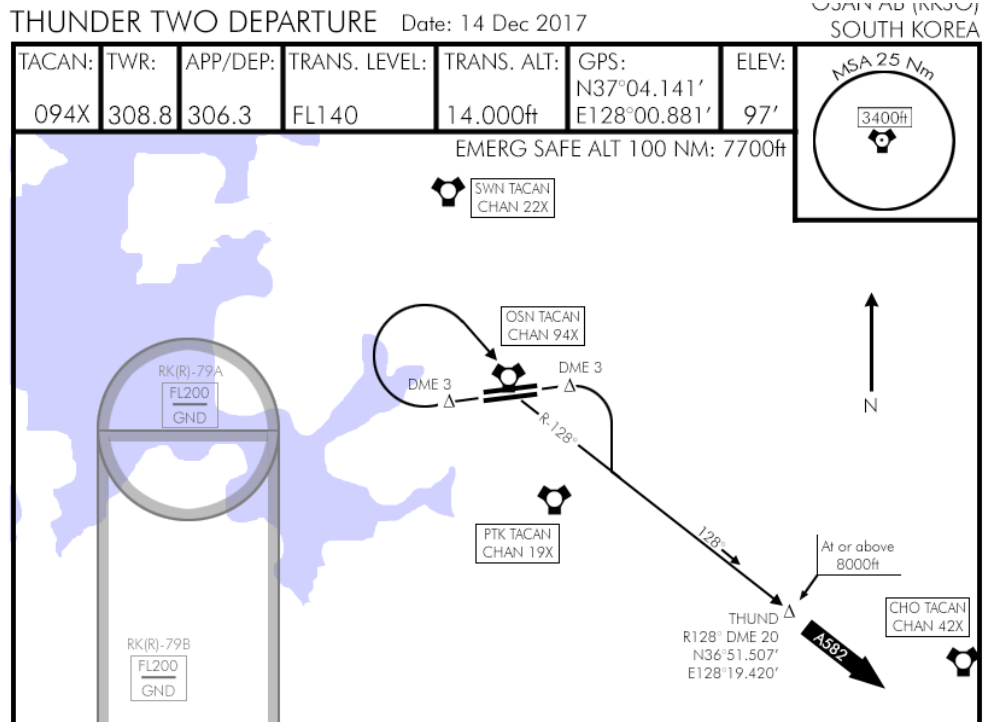 THUNDER TWO DEPARTURE Date: 14 Dec 2017
OSAN AB (RKSO)
SOUTH KOREA
TACAN: TWR: APP/DEP: TRANS. LEVEL: TRANS. ALT: GPS: ELEV:
N37°04.141’
094X 308.8 306.3 FL140 14.000ft E128°00.881’ 97’
MSA 25 Nm
3400ft
EMERG SAFE ALT 100 NM: 7700ft
SWN TACAN
CHAN 22X
OSN TACAN
CHAN 94X
RK(R)-79A
FL200
GND
DME 3
DME 3
N
R-128°
PTK TACAN
CHAN 19X
128°
At or above
8000ft
THUND
R128° DME 20
N36°51.507’
E128°19.420’
A582
CHO TACAN
CHAN 42X
RK(R)-79B
FL200
GND